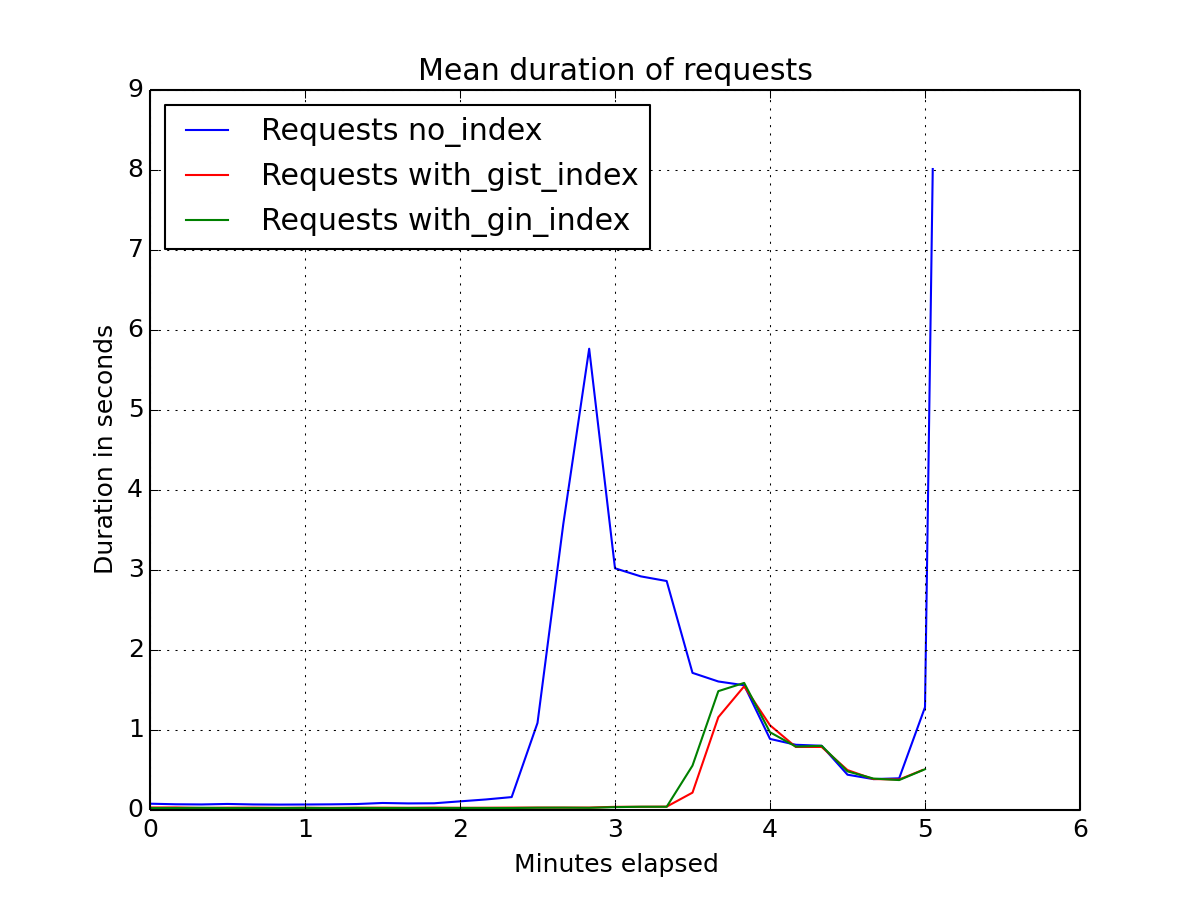 Mean duration of requests
9
8
7
6
5
4
3
2
1
0
Requests no_index
Requests with_gist_index
Requests with_gin_index
Duration in seconds
0 1 2 3 4 5 6
Minutes elapsed